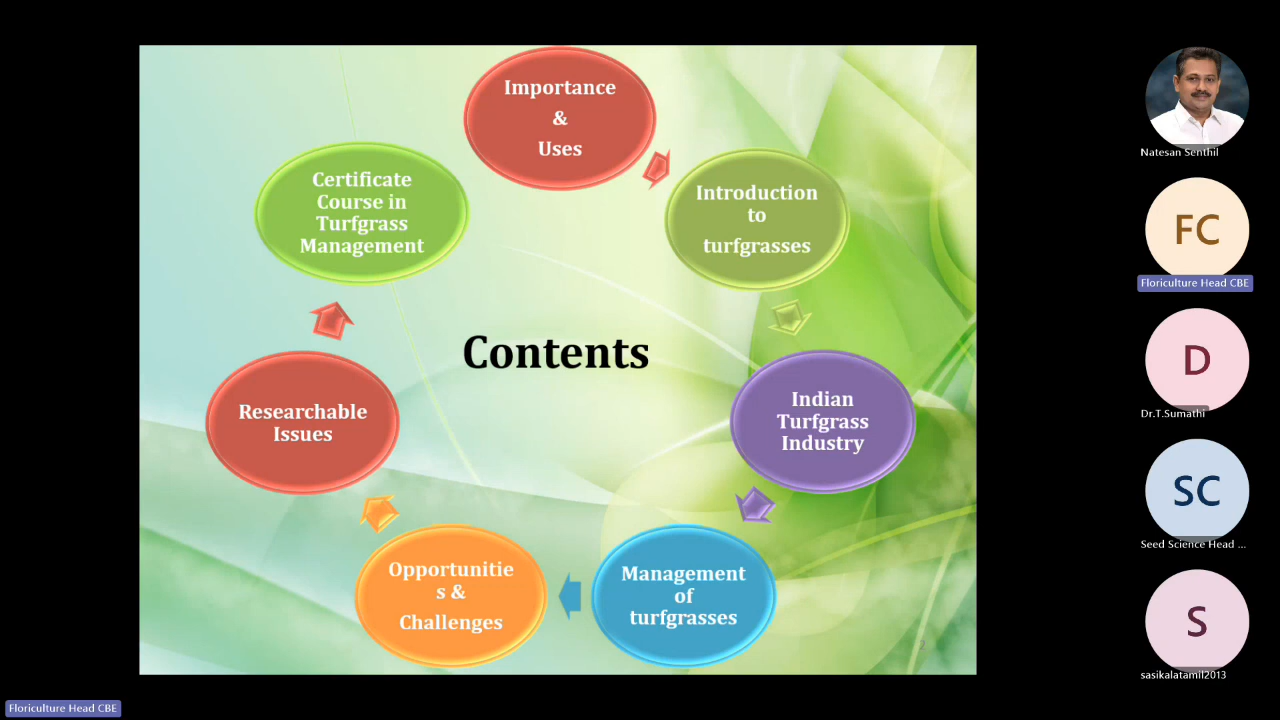 Importance
&
Uses
Introduction
to
turfgrasses
Indian
Turfgrass
Industry
Management
of
turfgrasses
Opportunitie
s &
Challenges
Researchable
Issues
Certificate
Course in
Turfgrass
Management
Contents
2
Natesan Senthil
FC
Floriculture Head CBE
D
Dr.T.Sumathi
SC
Seed Science Head ...
S
sasikalatamil2013
Floriculture Head CBE